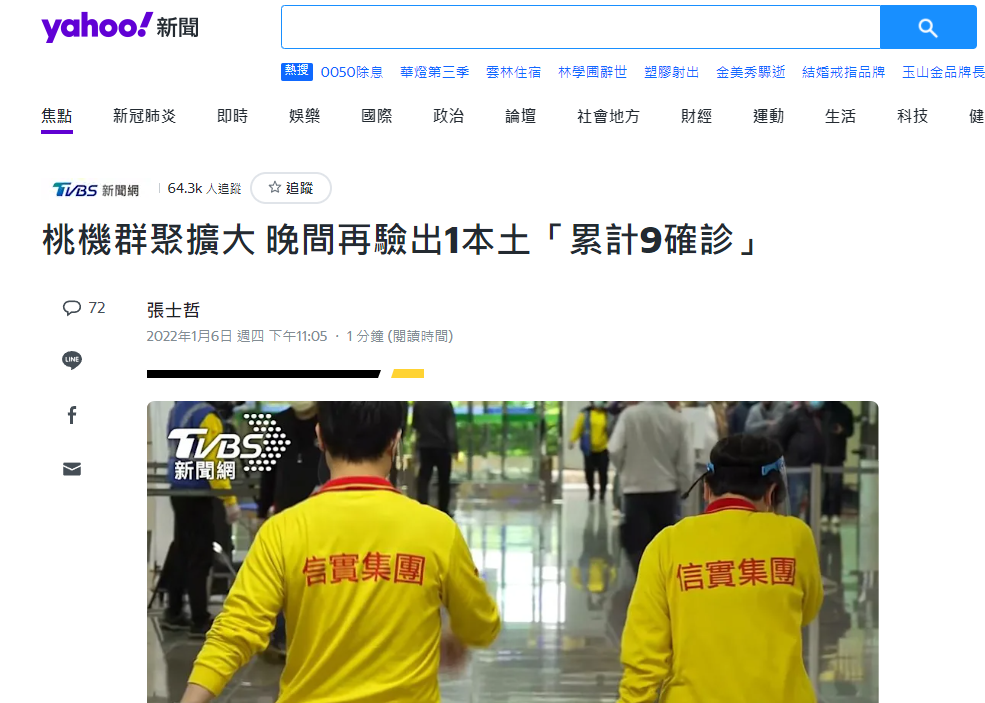 yahoo!新聞
熱搜 0050除息 華燈第三季 雲林住宿 林學圃辭世 塑膠射出 金美秀驟逝 結婚戒指品牌 玉山金品牌長
焦點 新冠肺炎 即時 娛樂 國際 政治 論壇 社會地方 財經 運動 生活 科技 健
TVBS 新聞網 64.3k 人追蹤 追蹤
桃機群聚擴大 晚間再驗出1本土「累計9確診」
72
張士哲
2022年1月6日 週四 下午11:05 · 1 分鐘 (閱讀時間)
LINE
TVBS
新聞網
信實集團
信實集團